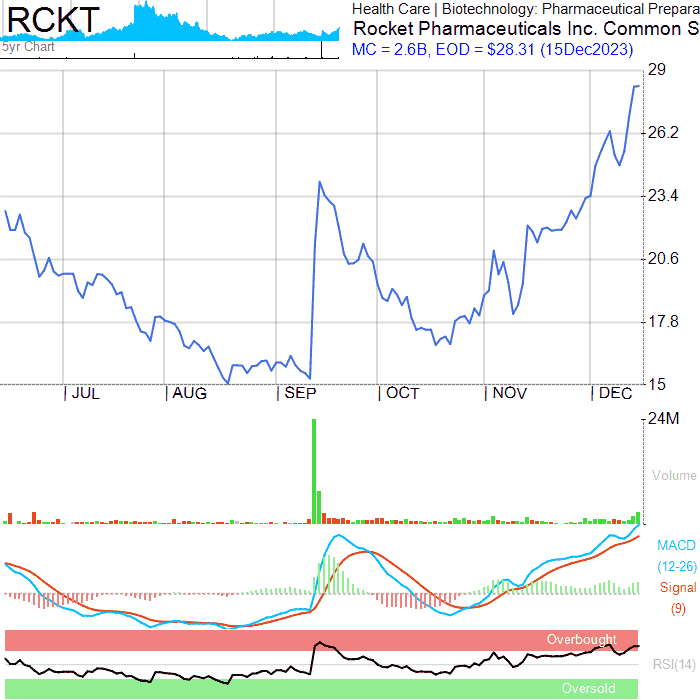 RCKT
5yr Chart
Health Care | Biotechnology: Pharmaceutical Prepara
Rocket Pharmaceuticals Inc. Common S
MC = 2.6B, EOD = $28.31 (15Dec2023)
29
26.2
23.4
20.6
17.8
15
JUL
AUG
SEP
OCT
NOV
DEC
24M
Volume
MACD
(12-26)
Signal
(9)
Overbought
RSI(14)
Oversold